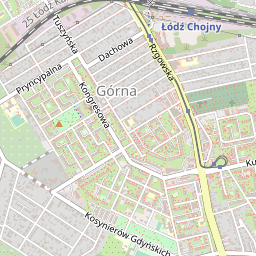 25 Łódź Ka
Tuszyńska
Łódź Chojny
Dachowa
Rzgowska
Pryncypalna
Górna
Kongresowa
Ku
Kosynierów Gdyńskich